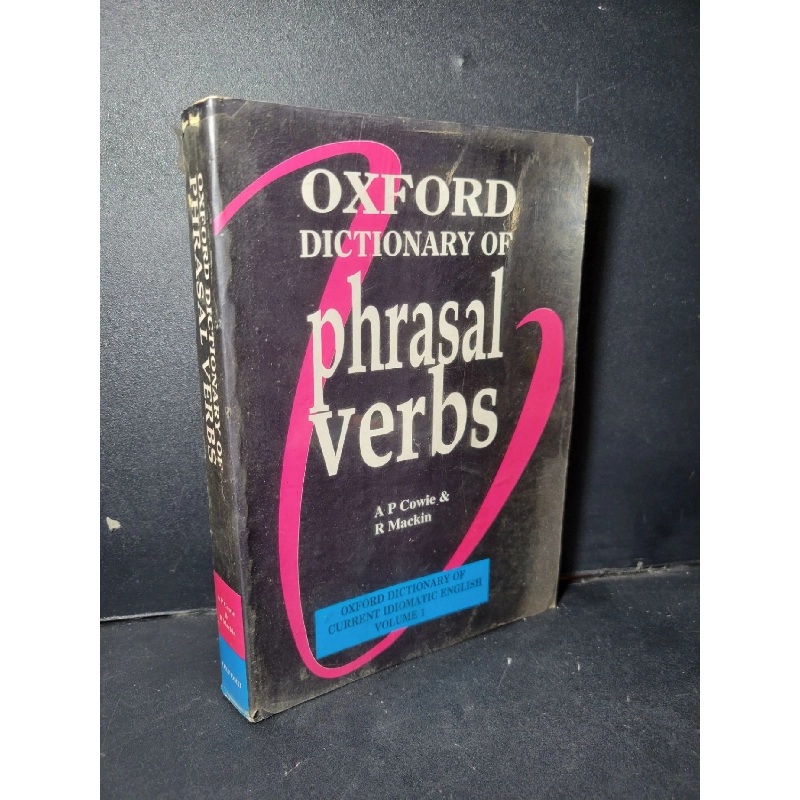 OXFORD
DICTIONARY OF
phrasal
verbs
A P Cowie &
R Mackin
OXFORD DICTIONARY OF
CURRENT IDIOMATIC ENGLISH
VOLUME 1
OXFORD DICTIONARY OF
PHRASAL VERBS
A P Cowie
&
R Mackin
OXFORD